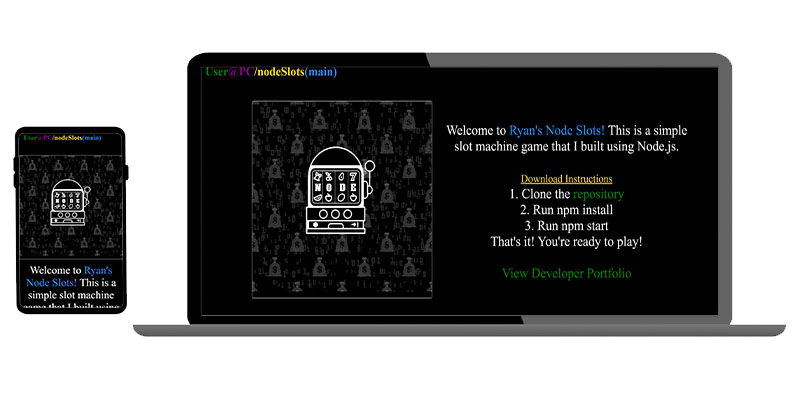 User@PC/nodeSlots(main)
Welcome to Ryan's
Node Slots! This is a
simple slot machine
game that I built using
User@PC/nodeSlots(main)
NODE
Welcome to Ryan's Node Slots! This is a simple
slot machine game that I built using Node.js.
Download Instructions
1. Clone the repository
2. Run npm install
3. Run npm start
That's it! You're ready to play!
View Developer Portfolio